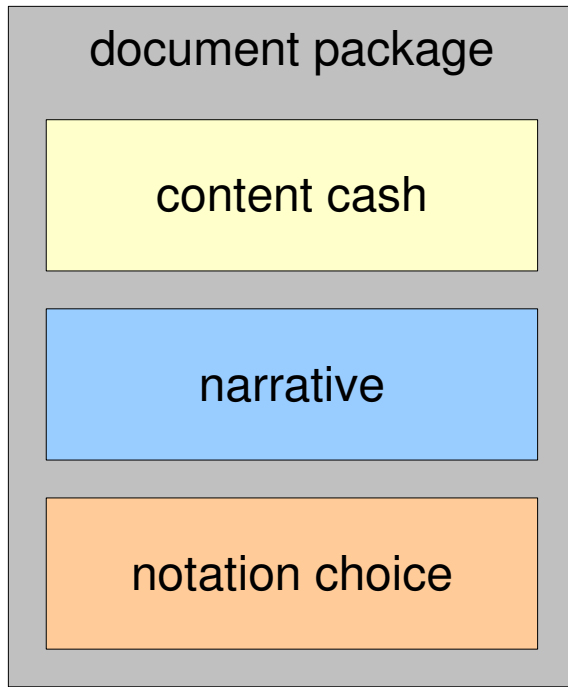 document package
content cash
narrative
notation choice